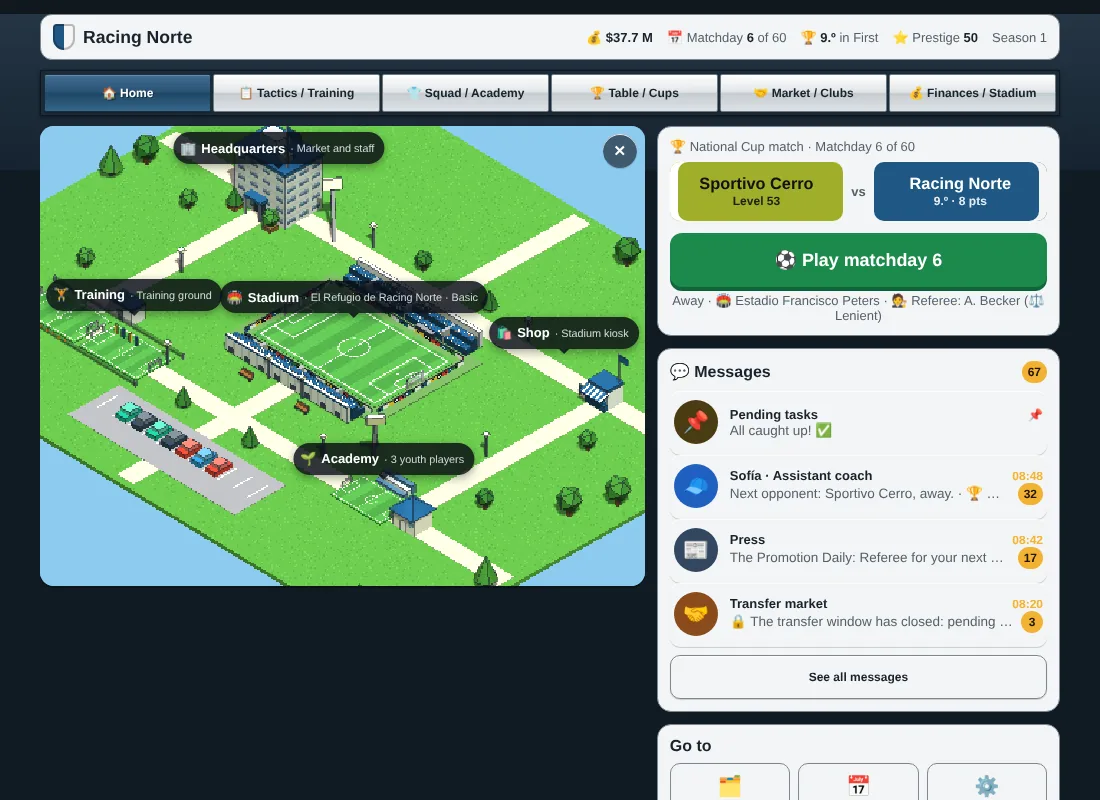 Racing Norte
💰 $37.7 M 📅 Matchday 6 of 60 🏆 9.º in First ⭐ Prestige 50 Season 1
🏠 Home
📋 Tactics / Training
👕 Squad / Academy
🏆 Table / Cups
🤝 Market / Clubs
💰 Finances / Stadium
🏢 Headquarters · Market and staff
✕
🏋️ Training · Training ground
🏟️ Stadium · El Refugio de Racing Norte · Basic
🛍️ Shop · Stadium kiosk
🌱 Academy · 3 youth players
🏆 National Cup match · Matchday 6 of 60
Sportivo Cerro
Level 53
vs
Racing Norte
9.º · 8 pts
⚽ Play matchday 6
Away · 🏟️ Estadio Francisco Peters · 🧑‍⚖️ Referee: A. Becker (⚖️
Lenient)
💬 Messages 67
Pending tasks 📌
All caught up! ✅
Sofía · Assistant coach 08:48
Next opponent: Sportivo Cerro, away. · 🏆 … 32
Press 08:42
The Promotion Daily: Referee for your next … 17
Transfer market 08:20
🔒 The transfer window has closed: pending … 3
See all messages
Go to